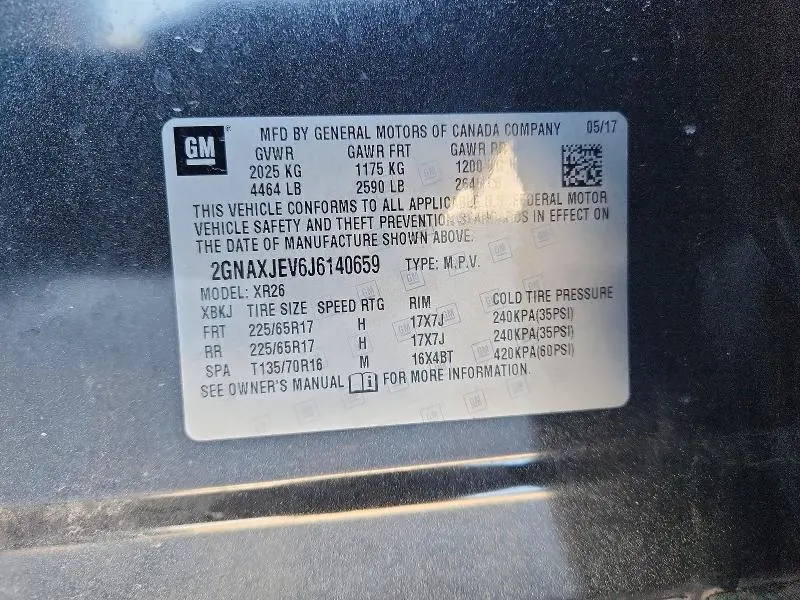 GM
MFD BY GENERAL MOTORS OF CANADA COMPANY 05/17
GVWR GAWR FRT GAWR
2025 KG 1175 KG 1200
4464 LB 2590 LB
THIS VEHICLE CONFORMS TO ALL APPLICABLE U.S. FEDERAL MOTOR
VEHICLE SAFETY AND THEFT PREVENTION STANDARDS IN EFFECT ON
THE DATE OF MANUFACTURE SHOWN ABOVE.
2GNAXJEV6J6140659 TYPE: M.P.V.
MODEL: XR26
XBKJ TIRE SIZE SPEED RTG RIM COLD TIRE PRESSURE
FRT 225/65R17 H 17X7J 240KPA(35PSI)
RR 225/65R17 H 17X7J 240KPA(35PSI)
SPA T135/70R16 M 16X4BT 420KPA(60PSI)
SEE OWNER'S MANUAL FOR MORE INFORMATION.